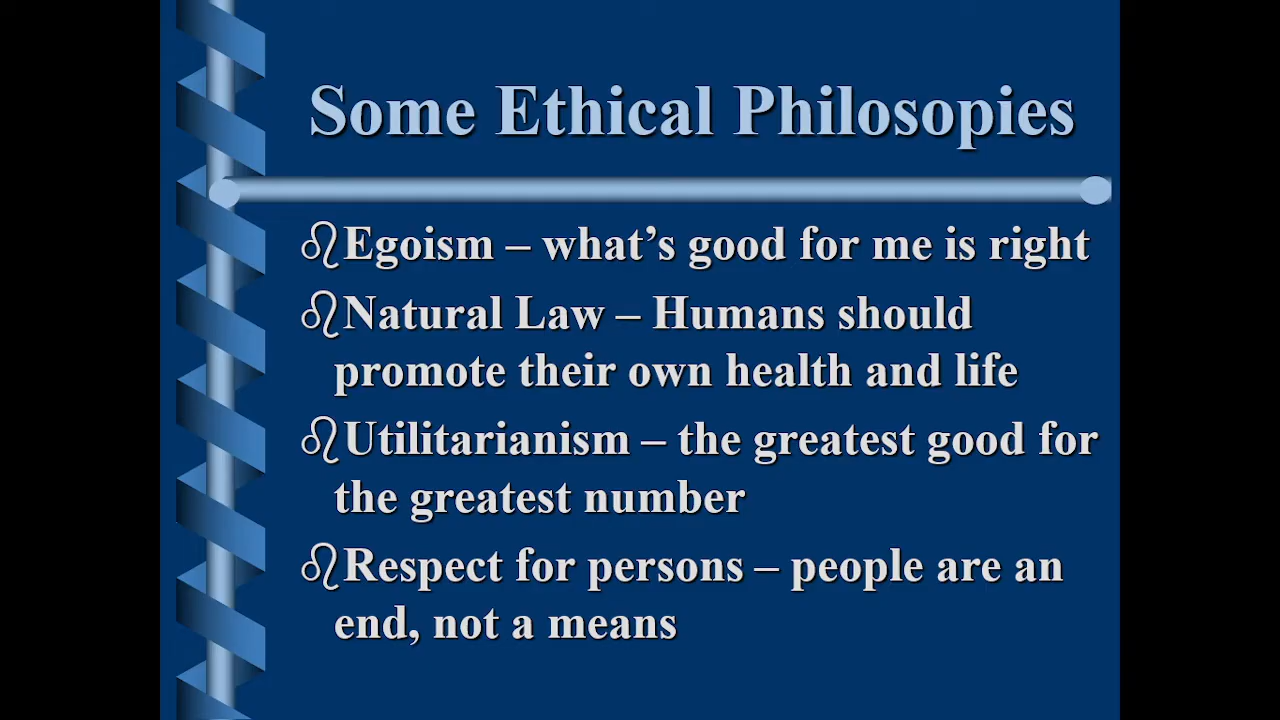 Some Ethical Philosopies
Egoism – what’s good for me is right
Natural Law – Humans should
promote their own health and life
Utilitarianism – the greatest good for
the greatest number
Respect for persons – people are an
end, not a means